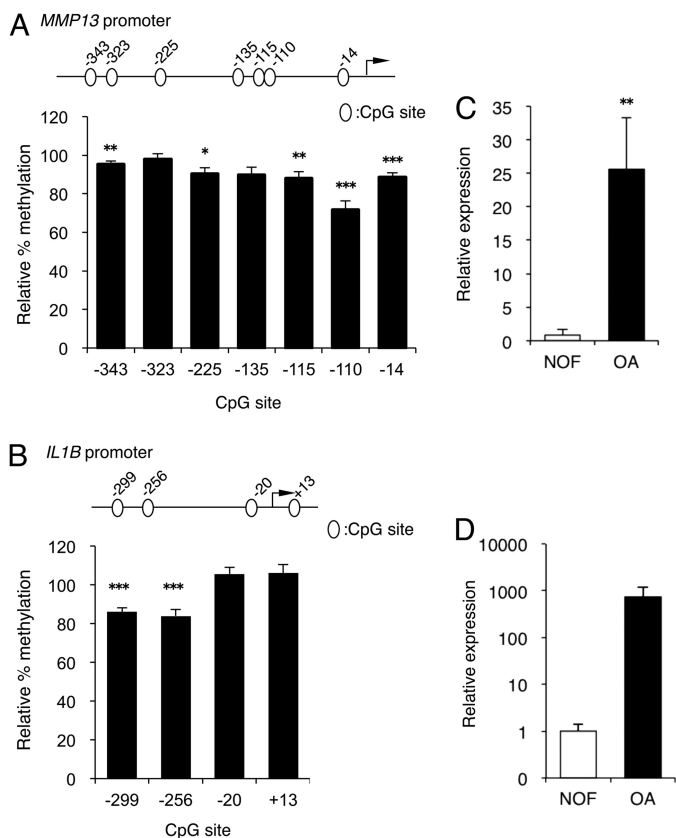 A MMP13 promoter
-343 -323 -225 -135 -115 -110 -14
:CpG site
** * ** *** ***
120
100
80
60
40
20
0
Relative % methylation
-343 -323 -225 -135 -115 -110 -14
CpG site
C
**
35
30
25
20
15
10
5
0
Relative expression
NOF OA
B IL1B promoter
-299 -256 -20 +13
:CpG site
*** ***
120
100
80
60
40
20
0
Relative % methylation
-299 -256 -20 +13
CpG site
D
10000
1000
100
10
1
0
Relative expression
NOF OA